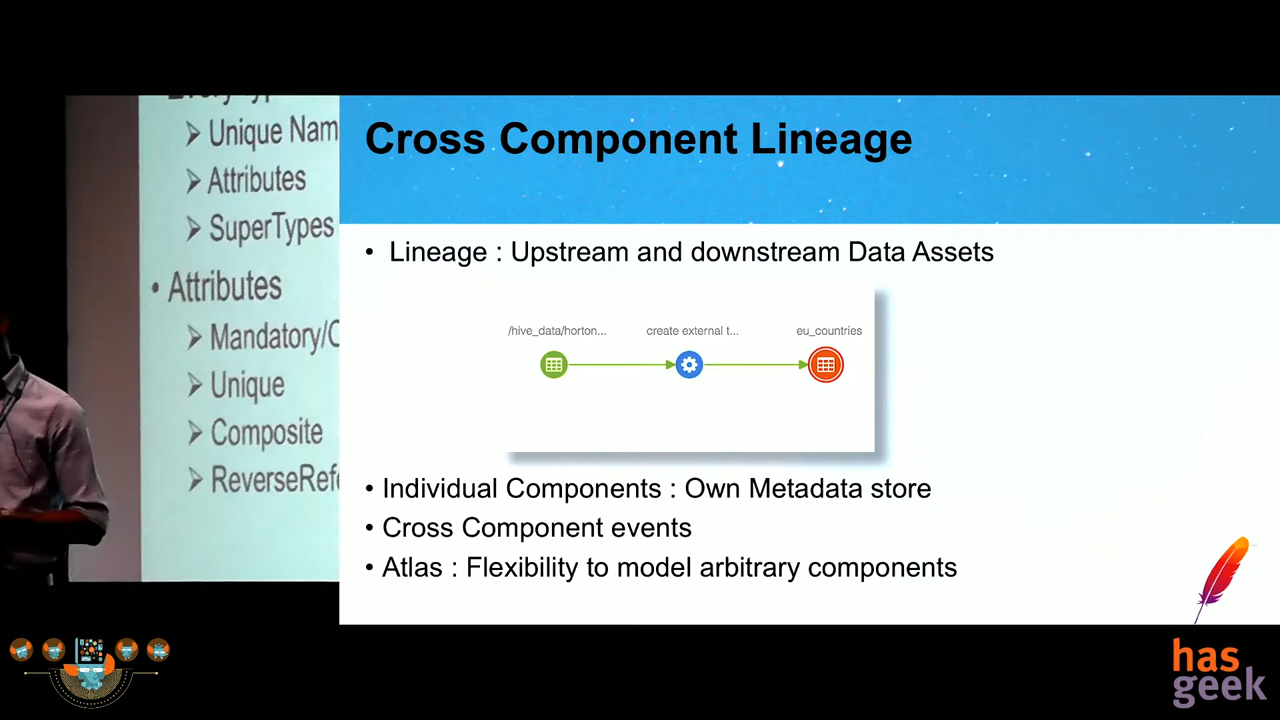 Unique Nam
Attributes
SuperTypes
• Attributes
Mandatory/
Unique
Composite
Cross Component Lineage
• Lineage : Upstream and downstream Data Assets
/hive_data/horton...
create external t...
eu_countries
• Individual Components : Own Metadata store
• Cross Component events
• Atlas : Flexibility to model arbitrary components
has
geek